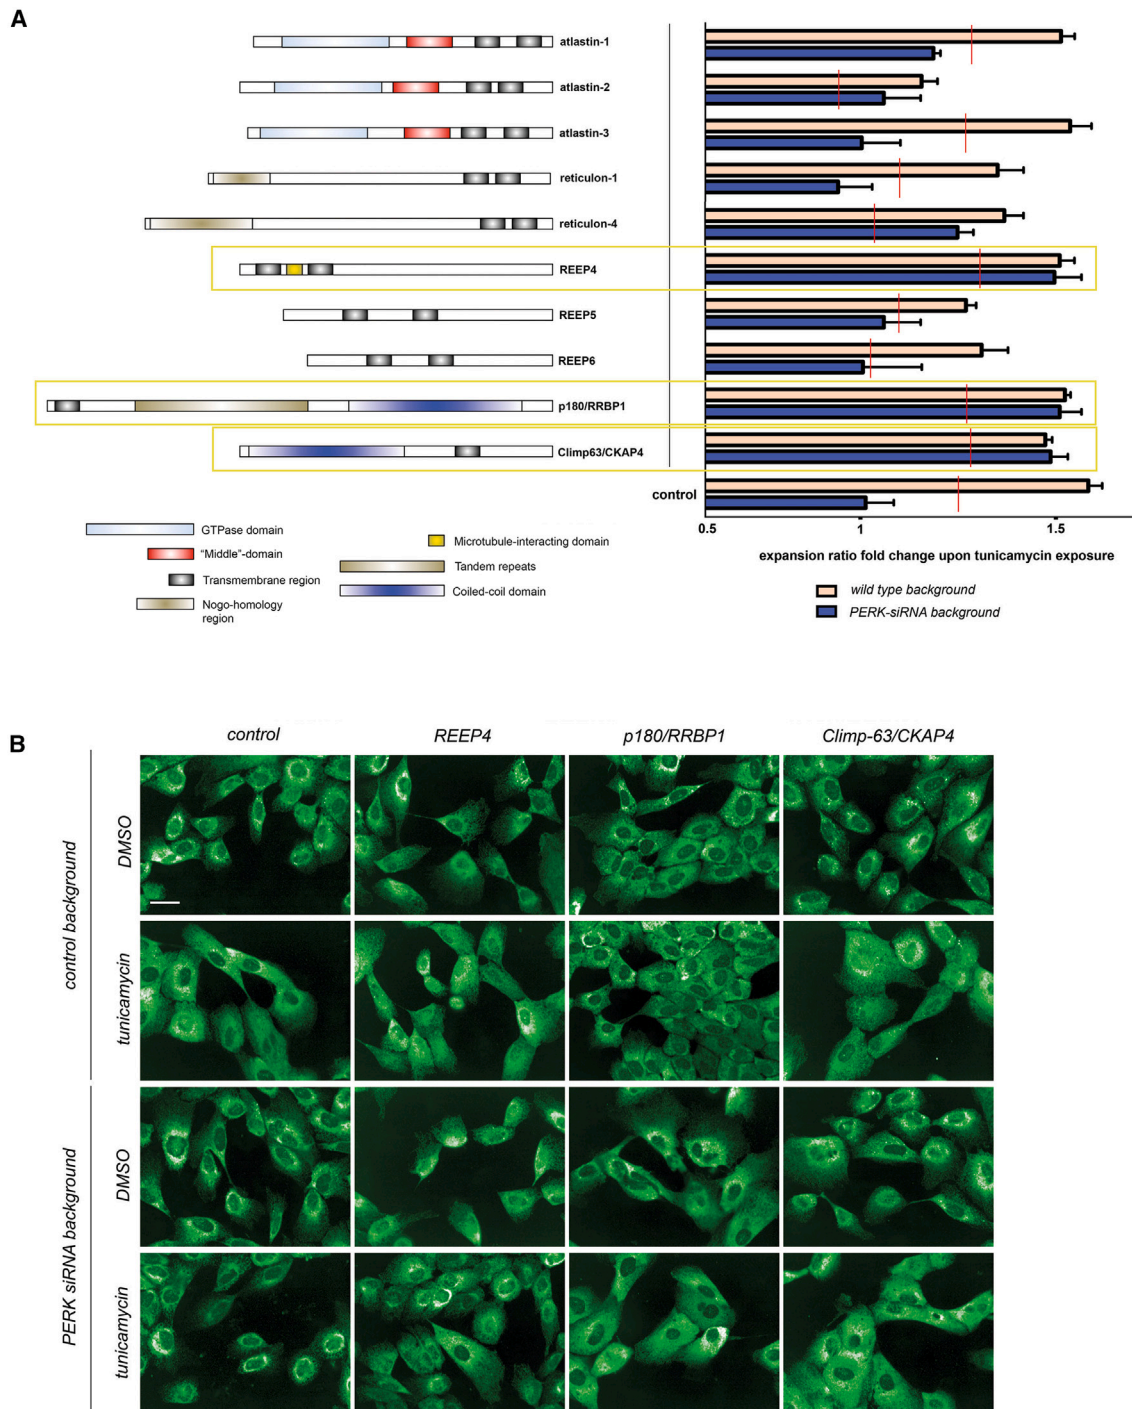 A
atlastin-1
atlastin-2
atlastin-3
reticulon-1
reticulon-4
REEP4
REEP5
REEP6
p180/RRBP1
Climp63/CKAP4
control
0.5 1 1.5
expansion ratio fold change upon tunicamycin exposure
wild type background
PERK-siRNA background
GTPase domain
"Middle"-domain
Transmembrane region
Nogo-homology
region
Microtubule-interacting domain
Tandem repeats
Coiled-coil domain
B
control REEP4 p180/RRBP1 Climp-63/CKAP4
control background
DMSO
tunicamycin
PERK siRNA background
DMSO
tunicamycin